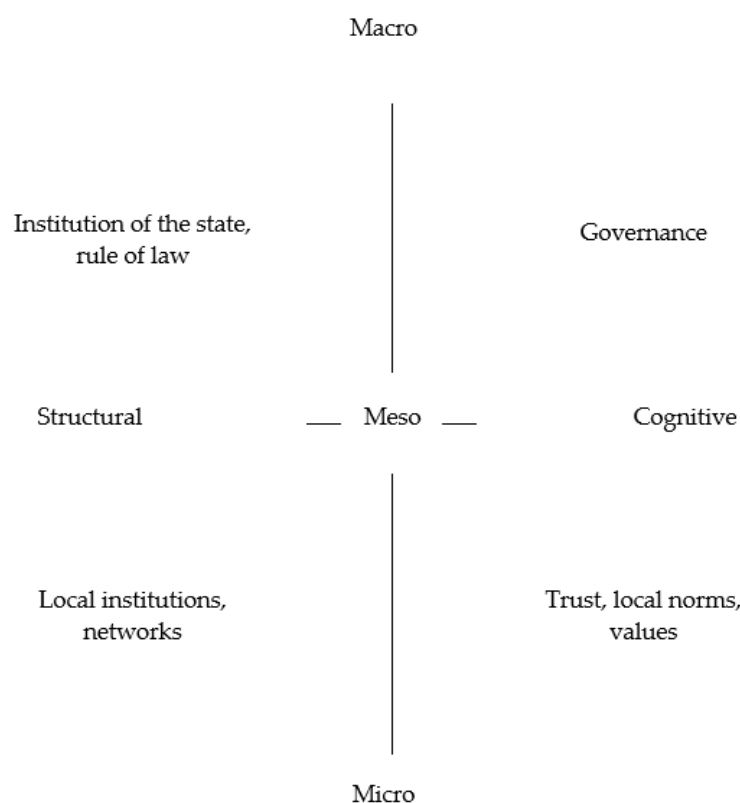 Macro
Institution of the state,
rule of law
Governance
Structural
Meso
Cognitive
Local institutions,
networks
Trust, local norms,
values
Micro